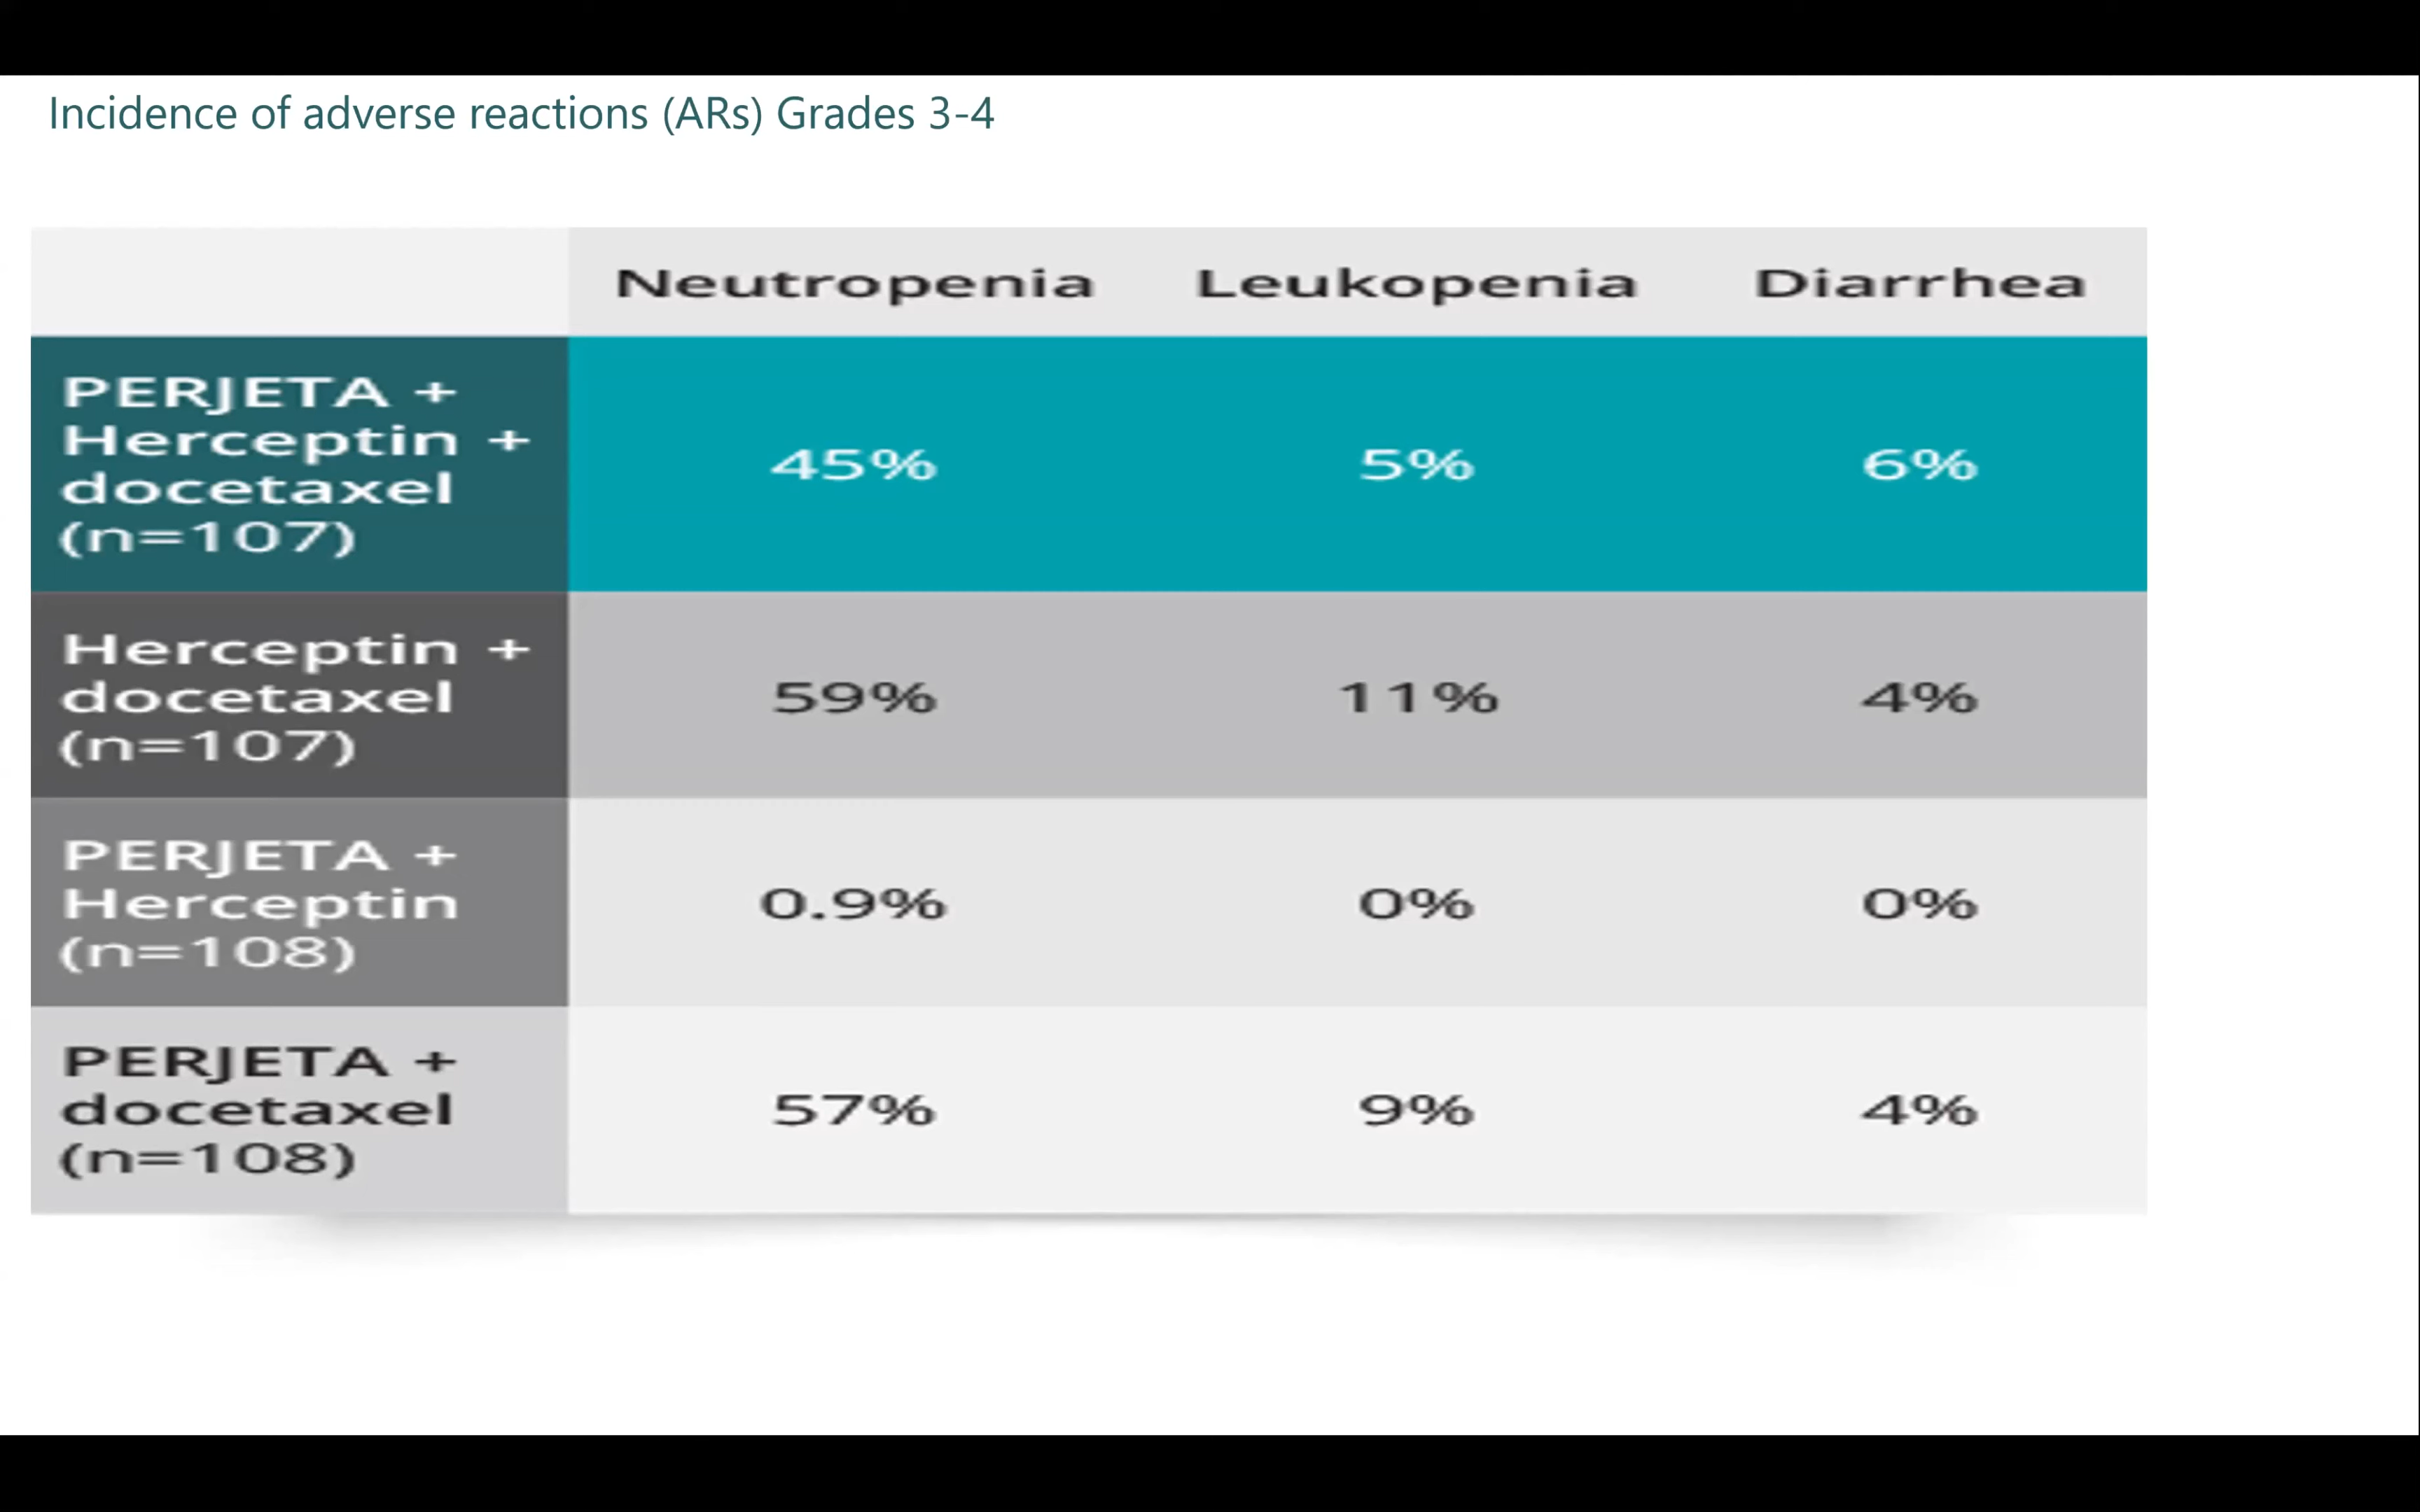 Incidence of adverse reactions (ARs) Grades 3-4
Neutropenia Leukopenia Diarrhea
PERJETA +
Herceptin +
docetaxel
(n=107)
45% 5% 6%
Herceptin +
docetaxel
(n=107)
59% 11% 4%
PERJETA +
Herceptin
(n=108)
0.9% 0% 0%
PERJETA +
docetaxel
(n=108)
57% 9% 4%